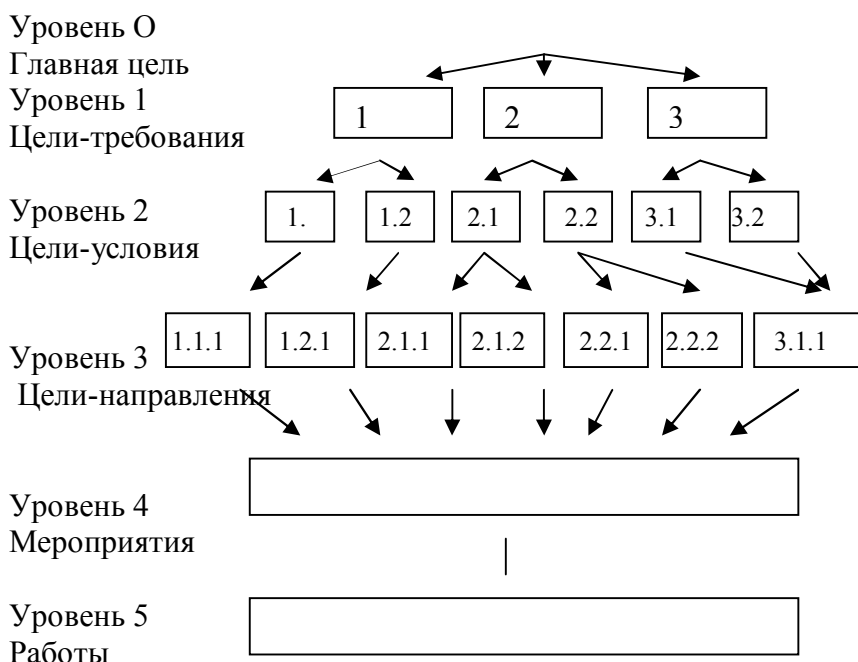 Уровень О
Главная цель
Уровень 1
Цели-требования
1 2 3
Уровень 2
Цели-условия
1. 1.2 2.1 2.2 3.1 3.2
1.1.1 1.2.1 2.1.1 2.1.2 2.2.1 2.2.2 3.1.1
Уровень 3
Цели-направления
Уровень 4
Мероприятия
Уровень 5
Работы